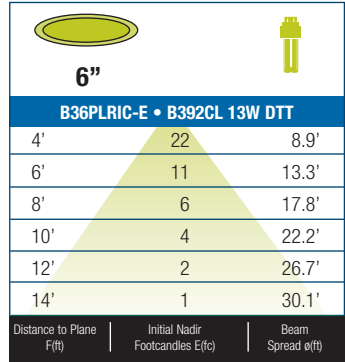 6”
B36PLRIC-E • B392CL 13W DTT
4’ 22 8.9’
6’ 11 13.3’
8’ 6 17.8’
10’ 4 22.2’
12’ 2 26.7’
14’ 1 30.1’
Distance to Plane Initial Nadir Beam
F(ft) Footcandles E(fc) Spread ø(ft)